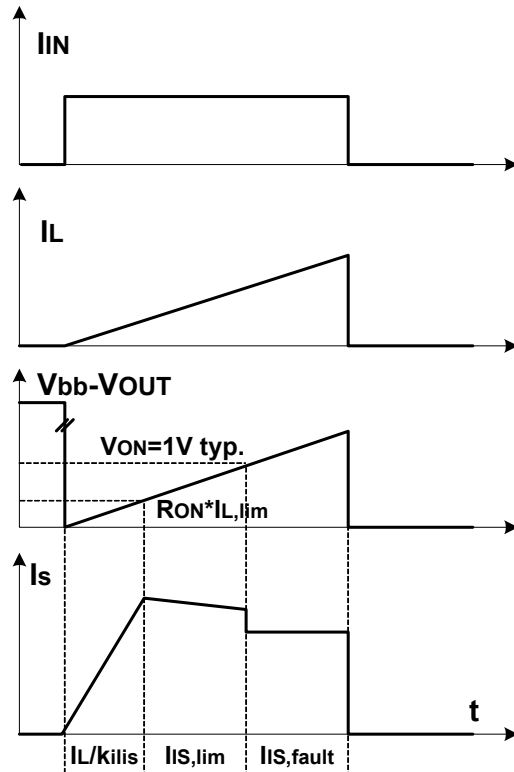 IIN
IL
Vbb-VOUT
VON=1V typ.
RON*IL,lim
Is
t
IL/kilis
IIS,lim
IIS,fault